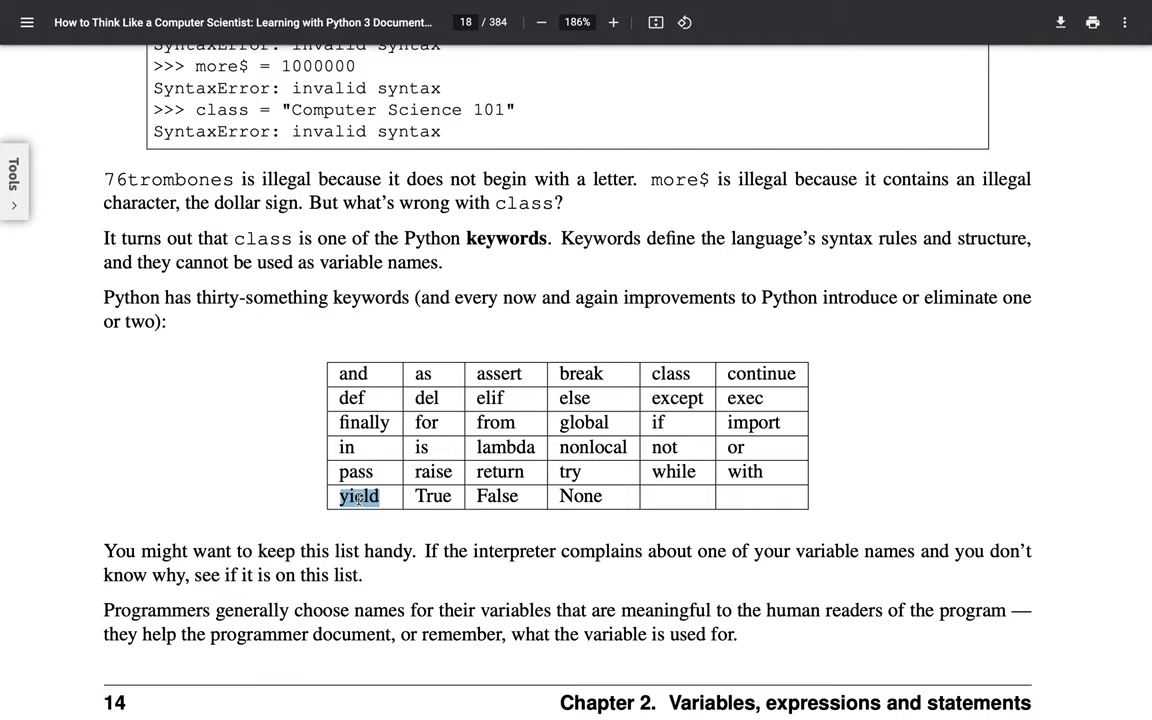 How to Think Like a Computer Scientist: Learning with Python 3 Document...
18 / 384
186%
Tools
SyntaxError: invalid syntax
>>> more$ = 1000000
SyntaxError: invalid syntax
>>> class = "Computer Science 101"
SyntaxError: invalid syntax
76trombones is illegal because it does not begin with a letter. more$ is illegal because it contains an illegal
character, the dollar sign. But what's wrong with class?
It turns out that class is one of the Python keywords. Keywords define the language's syntax rules and structure,
and they cannot be used as variable names.
Python has thirty-something keywords (and every now and again improvements to Python introduce or eliminate one
or two):
and as assert break class continue
def del elif else except exec
finally for from global if import
in is lambda nonlocal not or
pass raise return try while with
yield True False None
You might want to keep this list handy. If the interpreter complains about one of your variable names and you don't
know why, see if it is on this list.
Programmers generally choose names for their variables that are meaningful to the human readers of the program —
they help the programmer document, or remember, what the variable is used for.
14
Chapter 2. Variables, expressions and statements